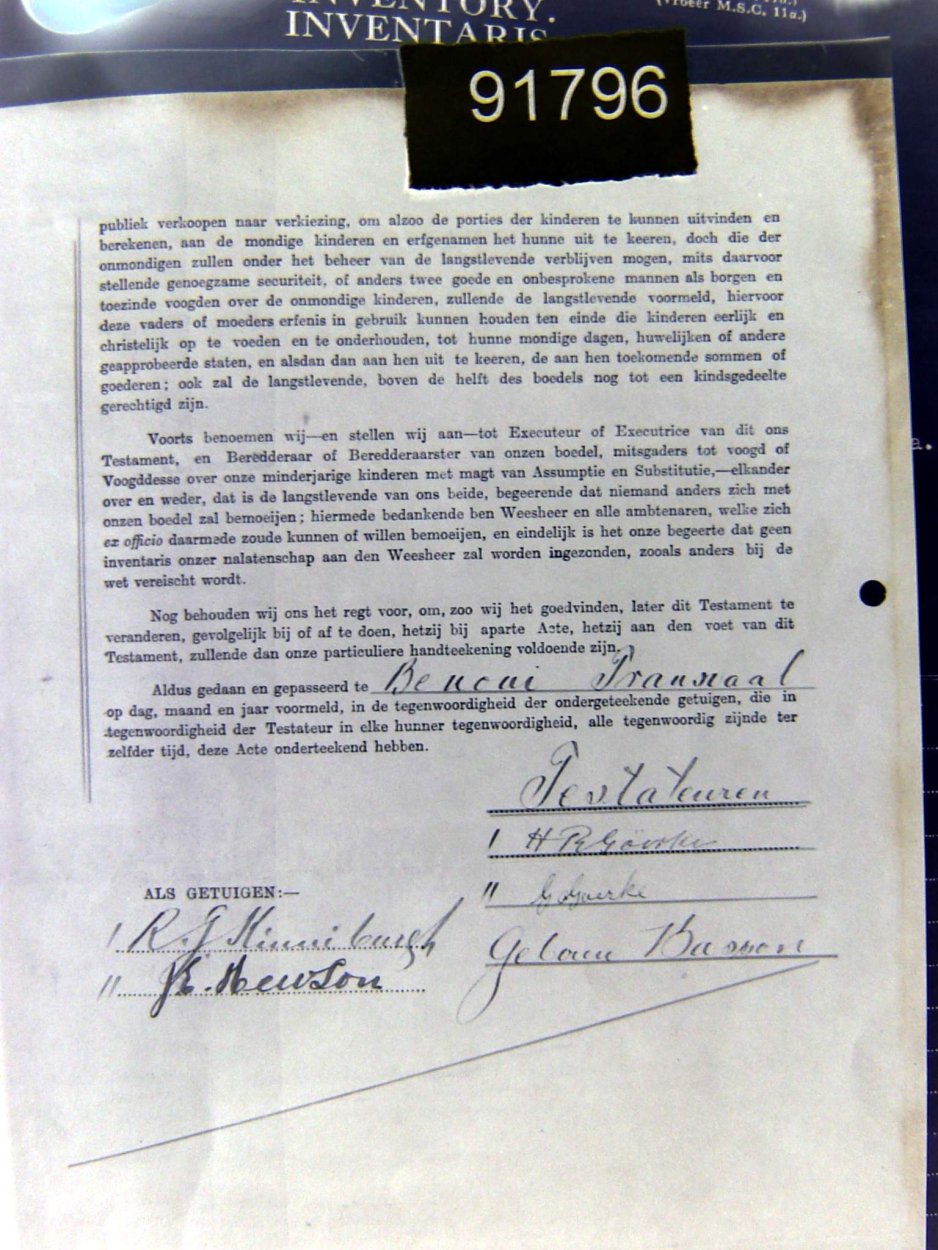 INVENTORY.
INVENTARIS
(Vroeër M.S.C. 11a.)
91796
publiek verkoopen naar verkiezing, om alzoo de porties der kinderen te kunnen uitvinden en
berekenen, aan de mondige kinderen en erfgenamen het hunne uit te keeren, doch die der
onmondigen zullen onder het beheer van de langstlevende verblijven mogen, mits daarvoor
stellende genoegzame securiteit, of anders twee goede en onbesprokene mannen als borgen en
toezinde voogden over de onmondige kinderen, zullende de langstlevende voormeld, hiervoor
deze vaders of moeders erfenis in gebruik kunnen houden ten einde die kinderen eerlijk en
christelijk op te voeden en te onderhouden, tot hunne mondige dagen, huwelijken of andere
geapprobeerde staten, en alsdan dan aan hen uit te keeren, de aan hen toekomende sommen of
goederen; ook zal de langstlevende, boven de helft des boedels nog tot een kindsgedeelte
gerechtigd zijn.
Voorts benoemen wij—en stellen wij aan—tot Executeur of Executrice van dit ons
Testament, en Beredderaar of Beredderaarster van onzen boedel, mitsgaders tot voogd of
Voogddesse over onze minderjarige kinderen met magt van Assumptie en Substitutie,—elkander
over en weder, dat is de langstlevende van ons beide, begeerende dat niemand anders zich met
onzen boedel zal bemoeijen; hiermede bedankende ben Weesheer en alle ambtenaren, welke zich
ex officio daarmede zoude kunnen of willen bemoeijen, en eindelijk is het onze begeerte dat geen
inventaris onzer nalatenschap aan den Weesheer zal worden ingezonden, zooals anders bij de
wet vereischt wordt.
Nog behouden wij ons het regt voor, om, zoo wij het goedvinden, later dit Testament te
veranderen, gevolgelijk bij of af te doen, hetzij bij aparte Acte, hetzij aan den voet van dit
Testament, zullende dan onze particuliere handteekening voldoende zijn.
Aldus gedaan en gepasseerd te Benoni Transvaal
op dag, maand en jaar voormeld, in de tegenwoordigheid der ondergeteekende getuigen, die in
tegenwoordigheid der Testateur in elke hunner tegenwoordigheid, alle tegenwoordig zijnde ter
zelfder tijd, deze Acte onderteekend hebben.
Testateuren
1 H R Goerke
ALS GETUIGEN:—
" G Goerke
1 R. J Kinniburgh
Geboren Basson
" J E. Hewson